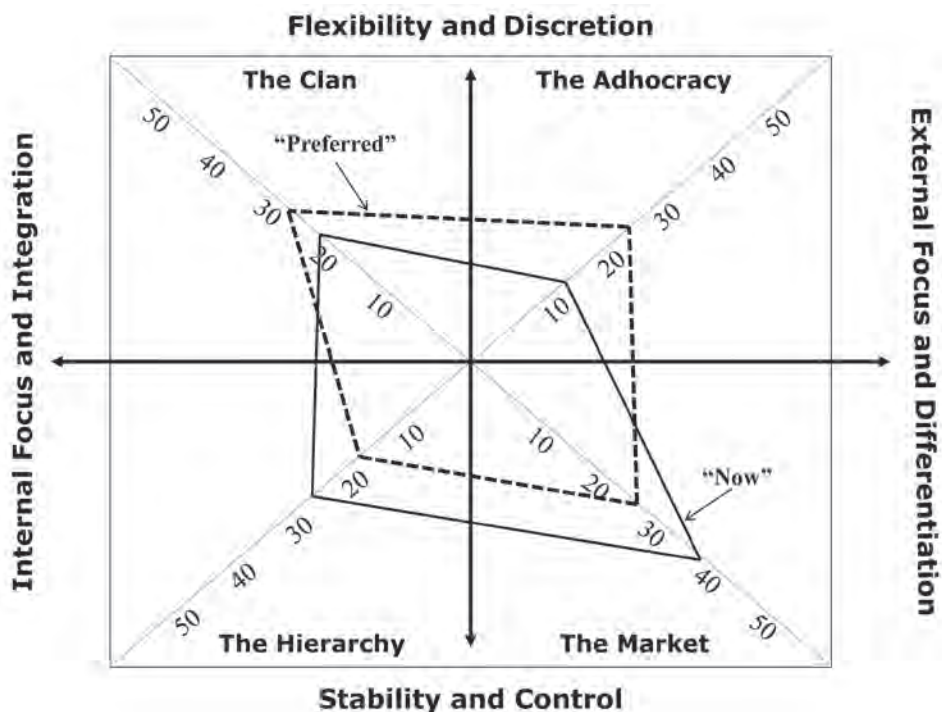 Flexibility and Discretion
The Clan
The Adhocracy
50
50
"Preferred"
40
40
30
30
20
20
10
10
Internal Focus and Integration
External Focus and Differentiation
10
10
20
20
"Now"
30
30
40
40
50
50
The Hierarchy
The Market
Stability and Control